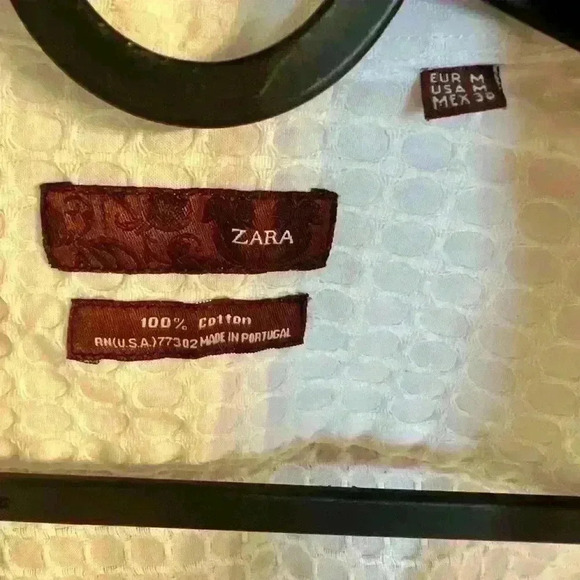 EUR M
USA M
MEX 30
ZARA
100% Cotton
RN(U.S.A.)77302 MADE IN PORTUGAL